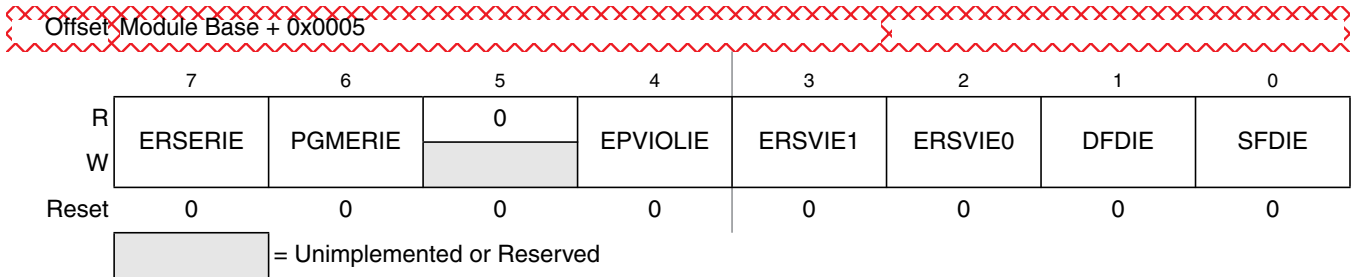 Offset Module Base + 0x0005
7 6 5 4 3 2 1 0
R ERSERIE PGMERIE 0 EPVIOLIE ERSVIE1 ERSVIE0 DFDIE SFDIE
W
Reset 0 0 0 0 0 0 0 0
= Unimplemented or Reserved